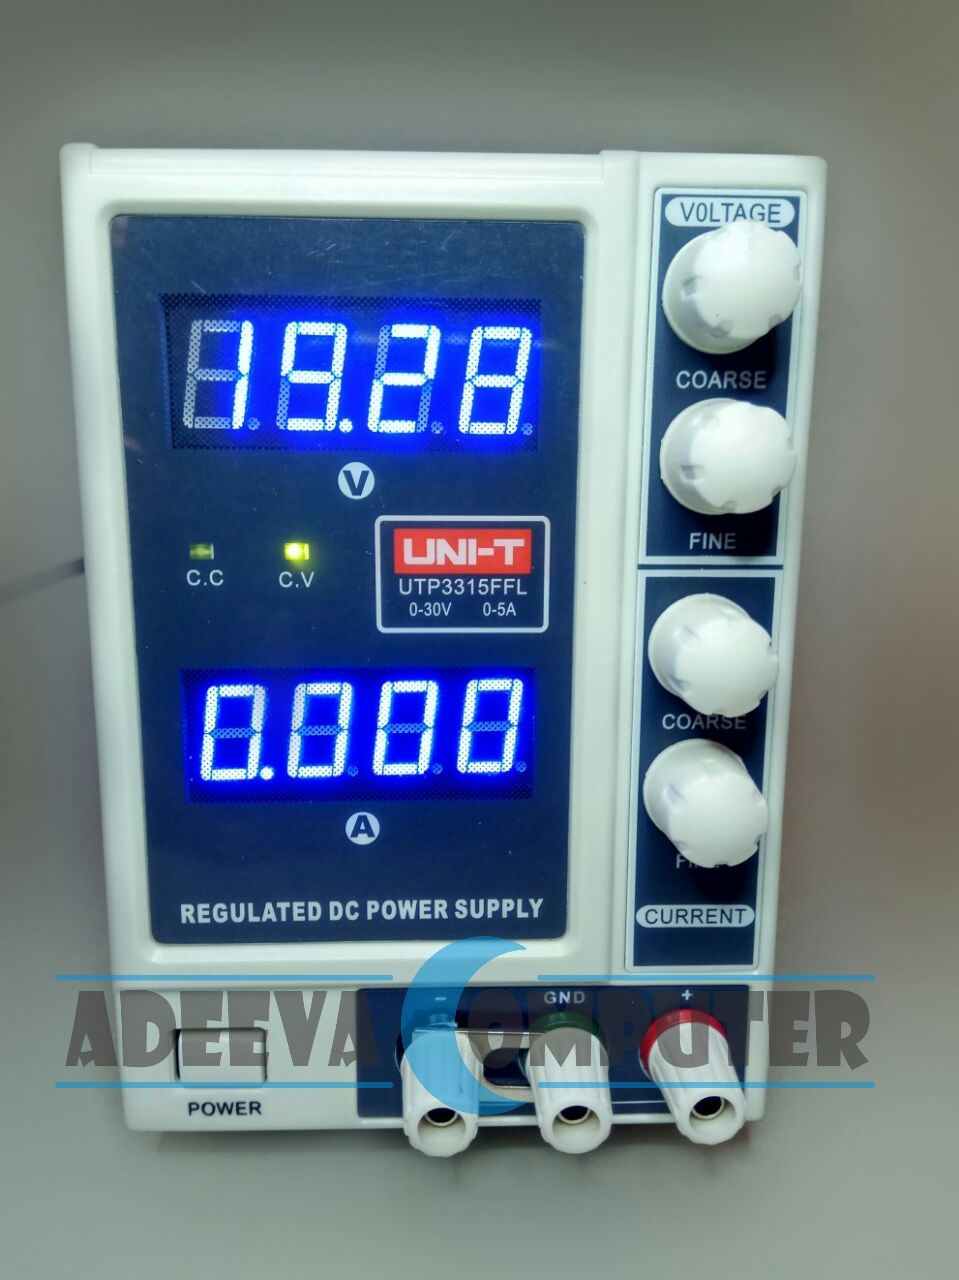 VOLTAGE
19.28
COARSE
V
FINE
C.C
C.V
UNI-T
UTP3315FFL
0-30V 0-5A
COARSE
0.000
A
REGULATED DC POWER SUPPLY
CURRENT
- GND +
ADEEVA COMPUTER
POWER